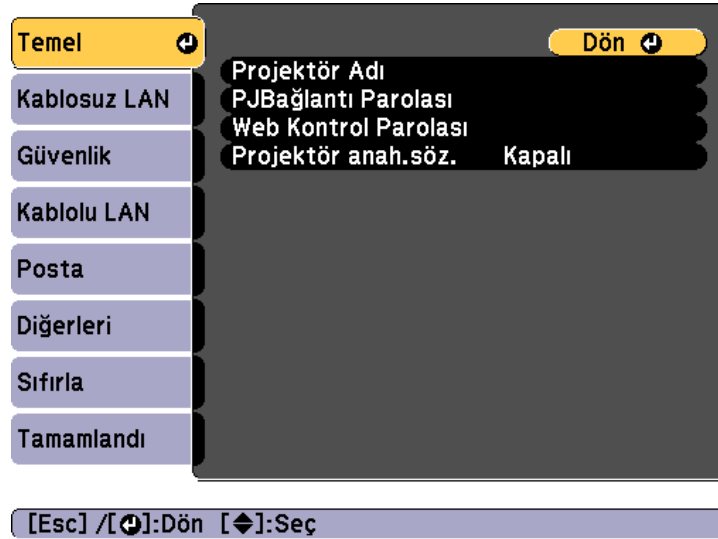 Temel
Kablosuz LAN
Güvenlik
Kablolu LAN
Posta
Diğerleri
Sıfırla
Tamamlandı
Dön
Projektör Adı
PJBağlantı Parolası
Web Kontrol Parolası
Projektör anah.söz. Kapalı
[Esc] /[↵]:Dön [◆]:Seç